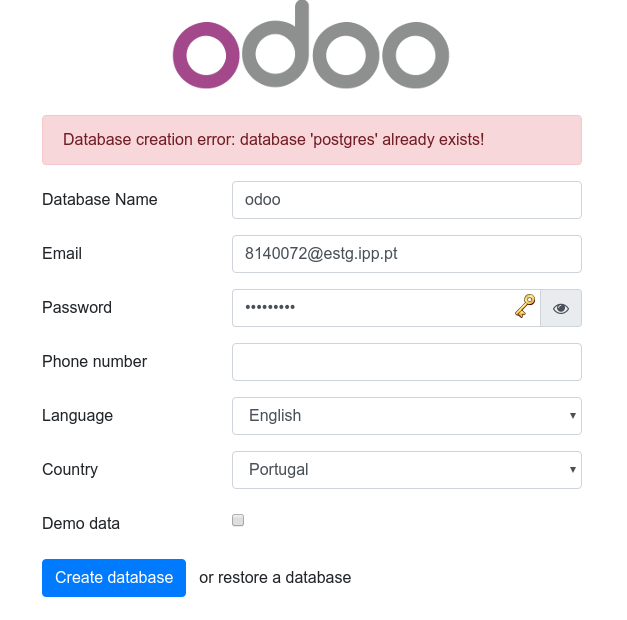 odoo
Database creation error: database 'postgres' already exists!
Database Name
odoo
Email
8140072@estg.ipp.pt
Password
•••••••••
Phone number
Language
English
Country
Portugal
Demo data
Create database or restore a database